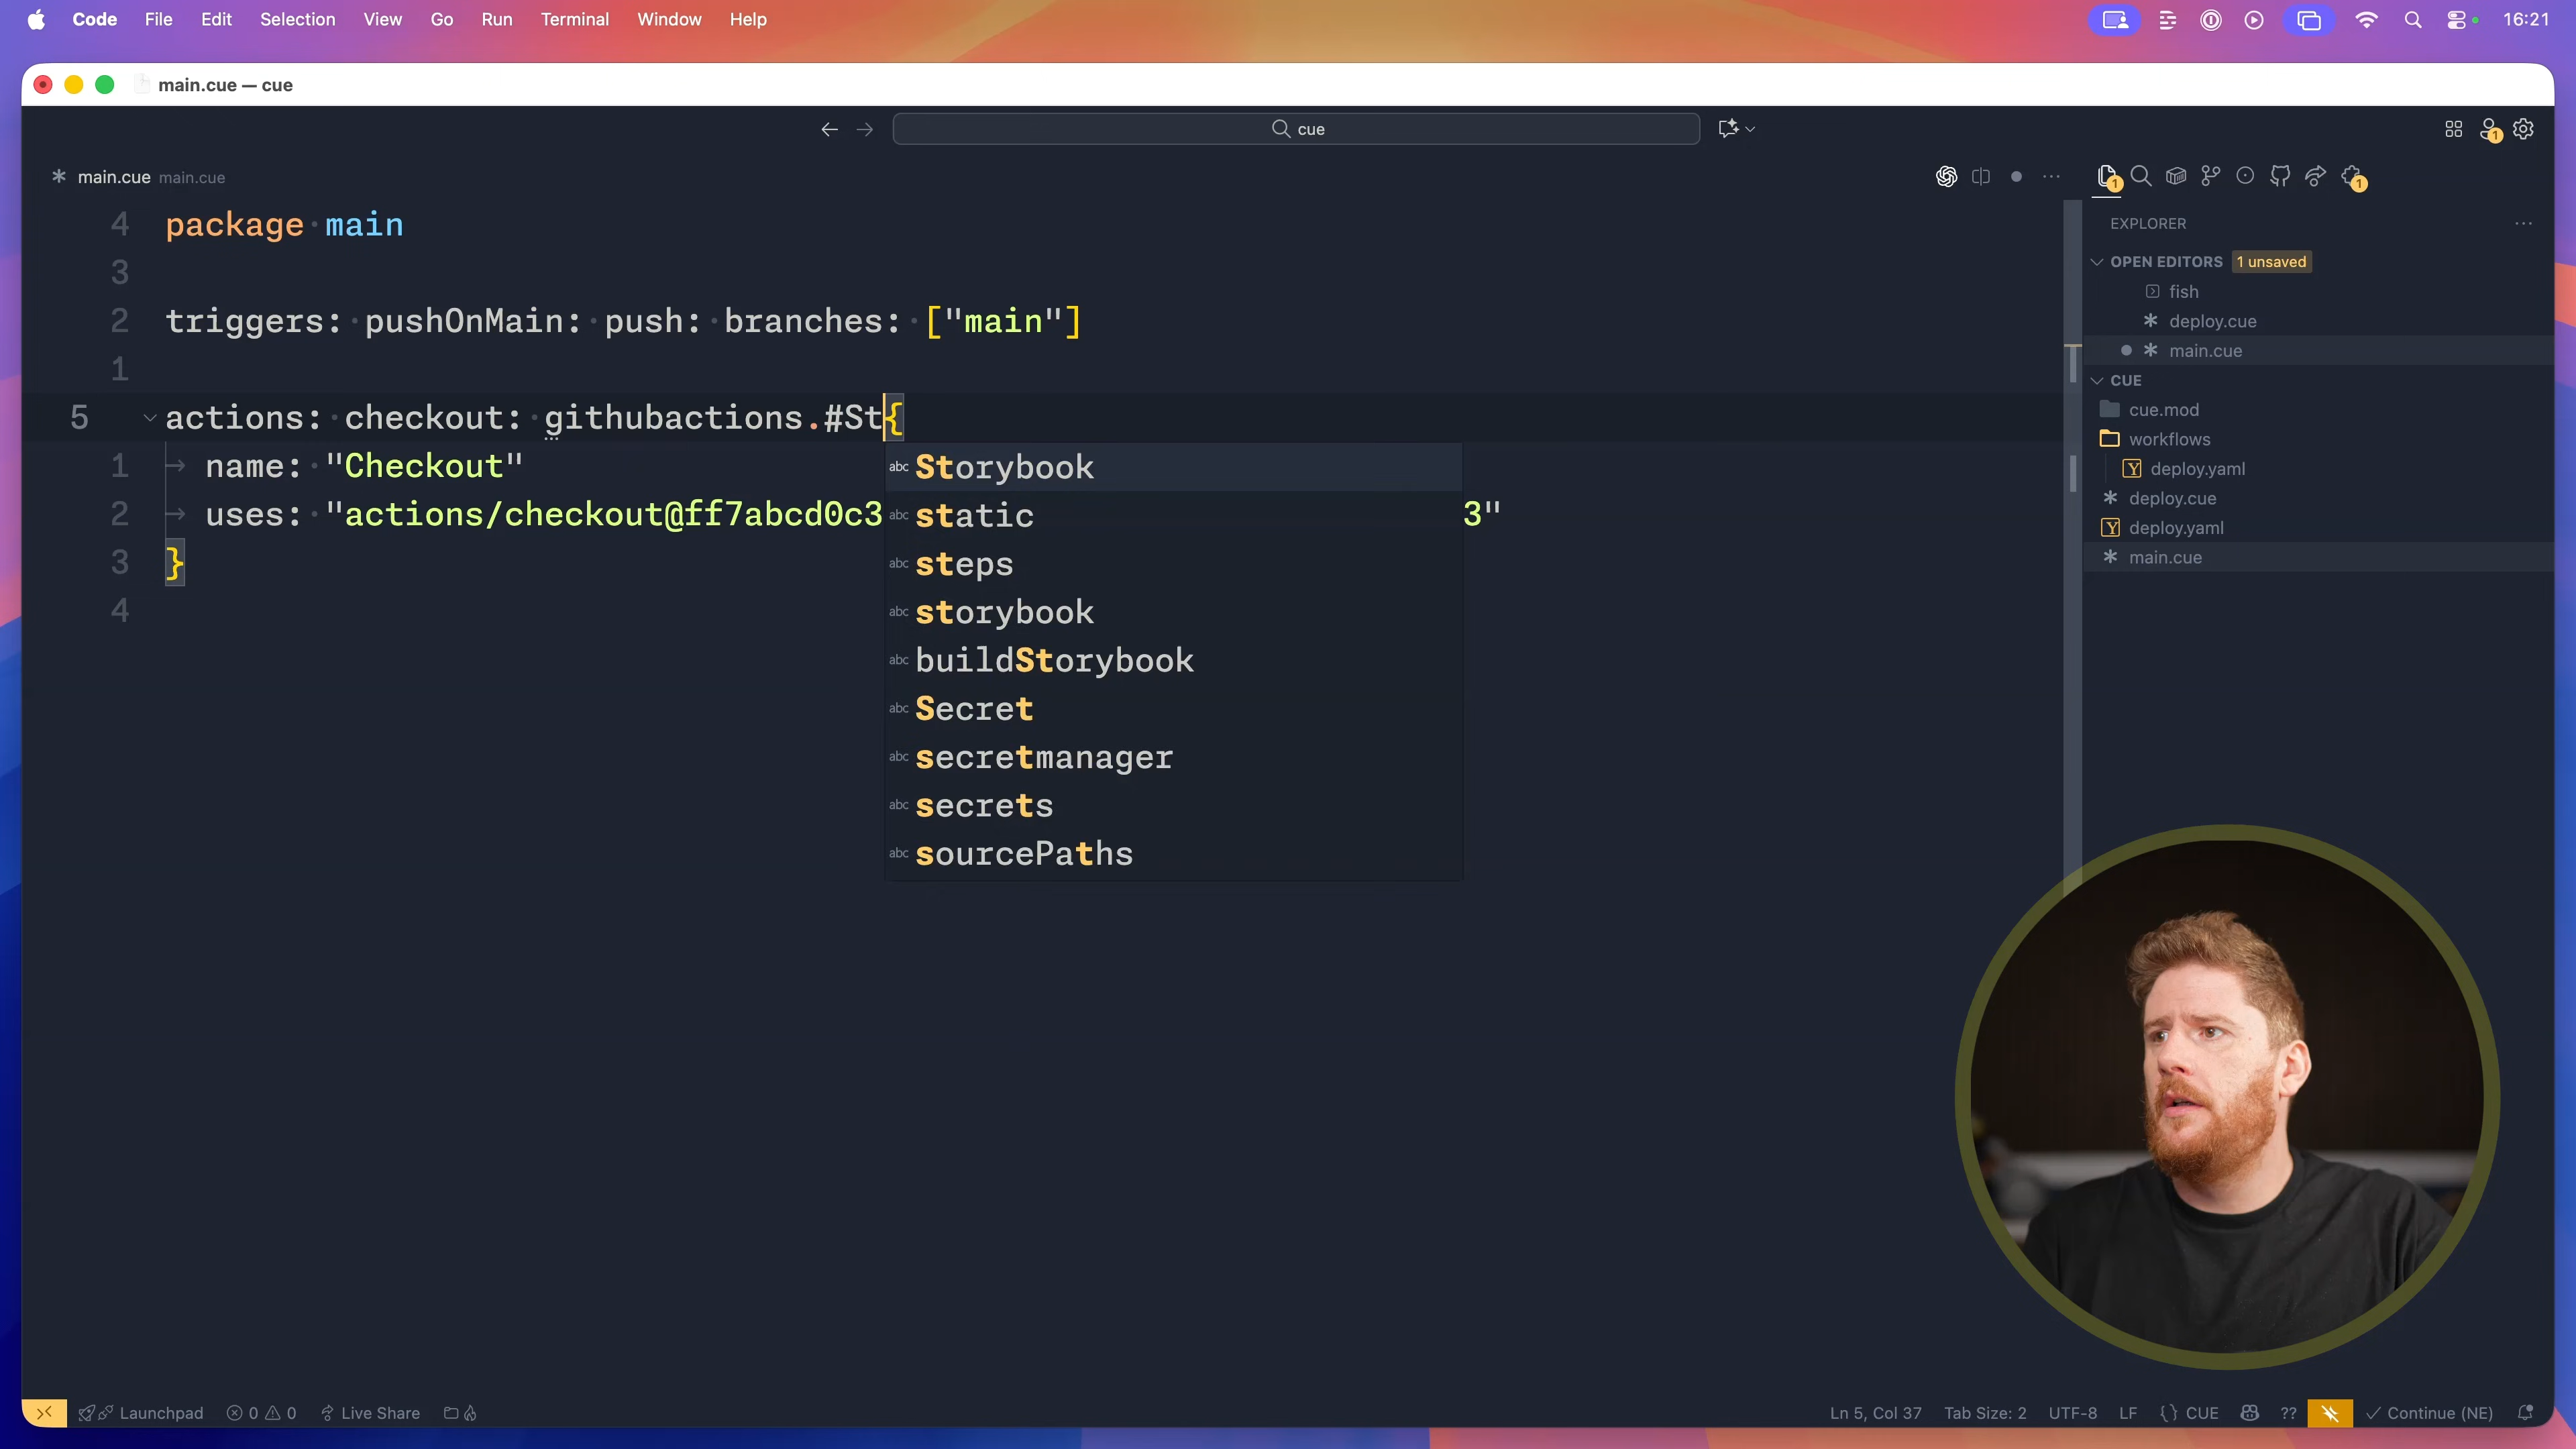 Code File Edit Selection View Go Run Terminal Window Help 16:21
main.cue — cue
cue
1
main.cue main.cue
1
1
4 package main
3
2 triggers: pushOnMain: push: branches: ["main"]
1
5 actions: checkout: githubactions.#St{
1 name: "Checkout"
2 uses: "actions/checkout@ff7abcd0c3 3"
3 }
4
abc Storybook
abc static
abc steps
abc storybook
abc buildStorybook
abc Secret
abc secretmanager
abc secrets
abc sourcePaths
EXPLORER
OPEN EDITORS 1 unsaved
fish
deploy.cue
main.cue
CUE
cue.mod
workflows
deploy.yaml
deploy.cue
deploy.yaml
main.cue
Launchpad 0 0 Live Share
Ln 5, Col 37 Tab Size: 2 UTF-8 LF {} CUE ?? Continue (NE)